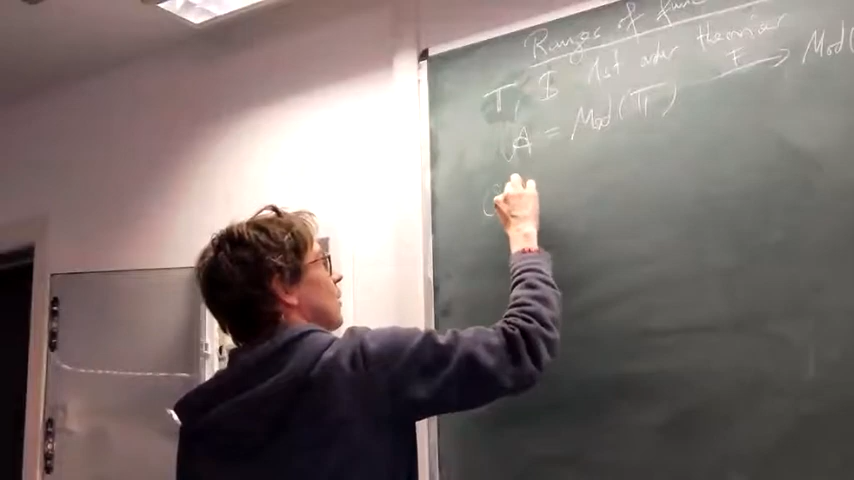 Ranges of func
T, S 1st order theories F → Mod(
A = Mod(T)